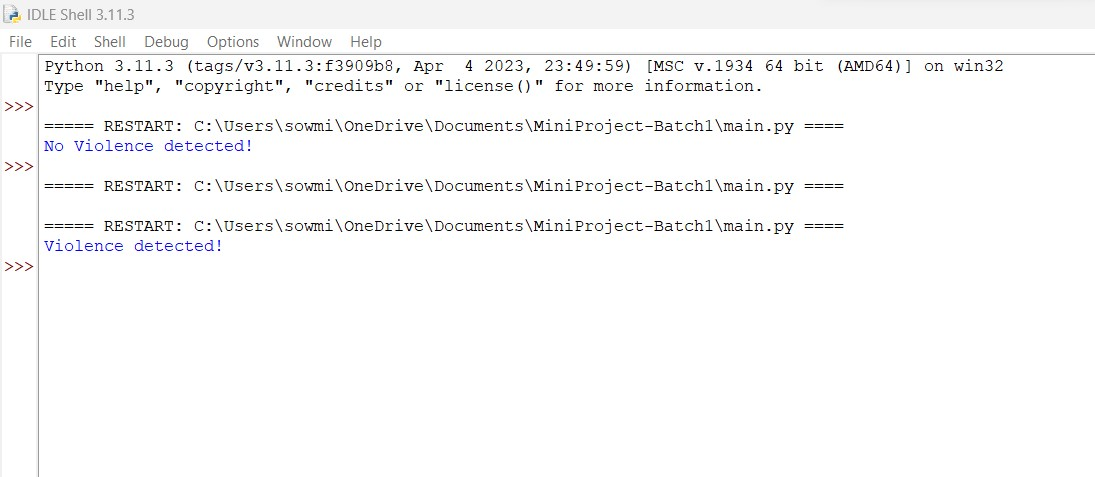 IDLE Shell 3.11.3
File Edit Shell Debug Options Window Help
Python 3.11.3 (tags/v3.11.3:f3909b8, Apr  4 2023, 23:49:59) [MSC v.1934 64 bit (AMD64)] on win32
Type "help", "copyright", "credits" or "license()" for more information.
>>>
===== RESTART: C:\Users\sowmi\OneDrive\Documents\MiniProject-Batch1\main.py ====
No Violence detected!
>>>
===== RESTART: C:\Users\sowmi\OneDrive\Documents\MiniProject-Batch1\main.py ====
===== RESTART: C:\Users\sowmi\OneDrive\Documents\MiniProject-Batch1\main.py ====
Violence detected!
>>>